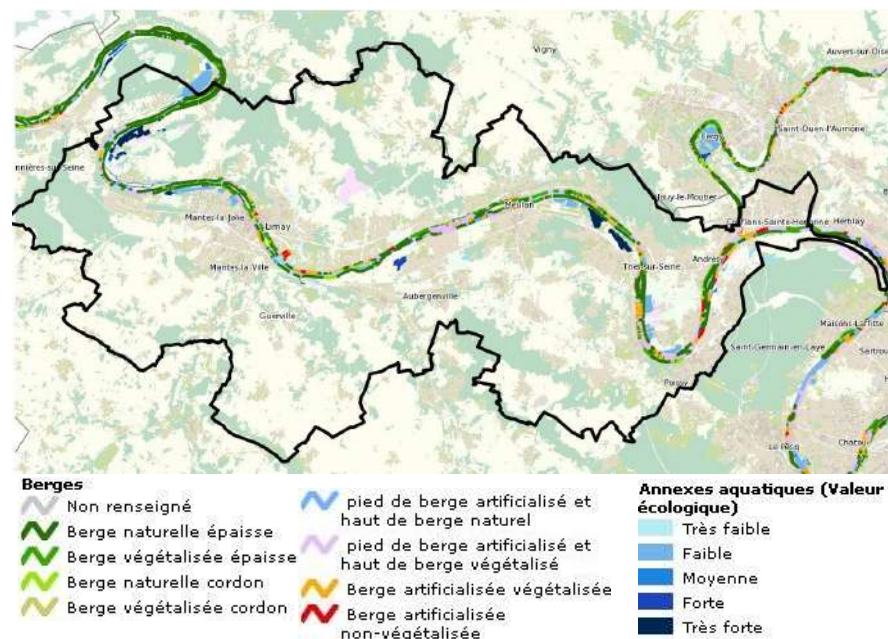 Vigny
Auvers-sur-Oise
Cergy
Saint-Ouen-l'Aumône
Mantes-la-Jolie
Limay
Meulan
Conflans-Sainte-Honorine
Herblay
Mantes-la-Ville
Triel-sur-Seine
Andrésy
Aubergenville
Guerville
Maisons-Laffitte
Saint-Germain-en-Laye
Poissy
Le Pecq
Chatou
Berges
Non renseigné
Berge naturelle épaisse
Berge végétalisée épaisse
Berge naturelle cordon
Berge végétalisée cordon
pied de berge artificialisé et
haut de berge naturel
pied de berge artificialisé et
haut de berge végétalisé
Berge artificialisée végétalisée
Berge artificialisée
non-végétalisée
Annexes aquatiques (Valeur
écologique)
Très faible
Faible
Moyenne
Forte
Très forte